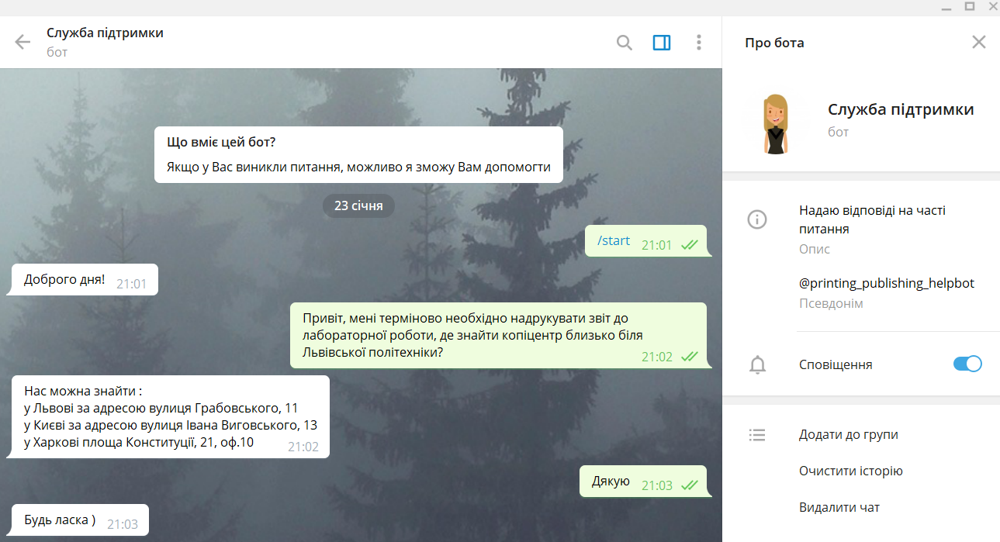 Служба підтримки
бот
Що вміє цей бот?
Якщо у Вас виникли питання, можливо я зможу Вам допомогти
23 січня
/start 21:01
Доброго дня! 21:01
Привіт, мені терміново необхідно надрукувати звіт до
лабораторної роботи, де знайти копіцентр близько біля
Львівської політехніки? 21:02
Нас можна знайти :
у Львові за адресою вулиця Грабовського, 11
у Києві за адресою вулиця Івана Виговського, 13
у Харкові площа Конституції, 21, оф.10 21:02
Дякую 21:03
Будь ласка ) 21:03
Про бота
Служба підтримки
бот
Надаю відповіді на часті
питання
Опис
@printing_publishing_helpbot
Псевдонім
Сповіщення
Додати до групи
Очистити історію
Видалити чат